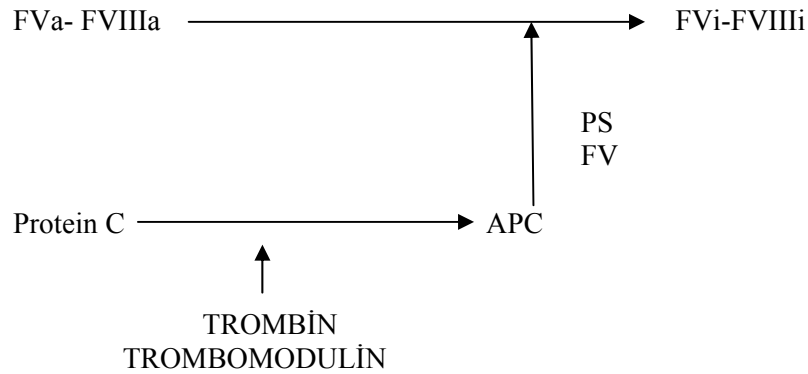 FVa- FVIIIa
FVi-FVIIIi
PS
FV
Protein C
APC
TROMBİN
TROMBOMODULİN